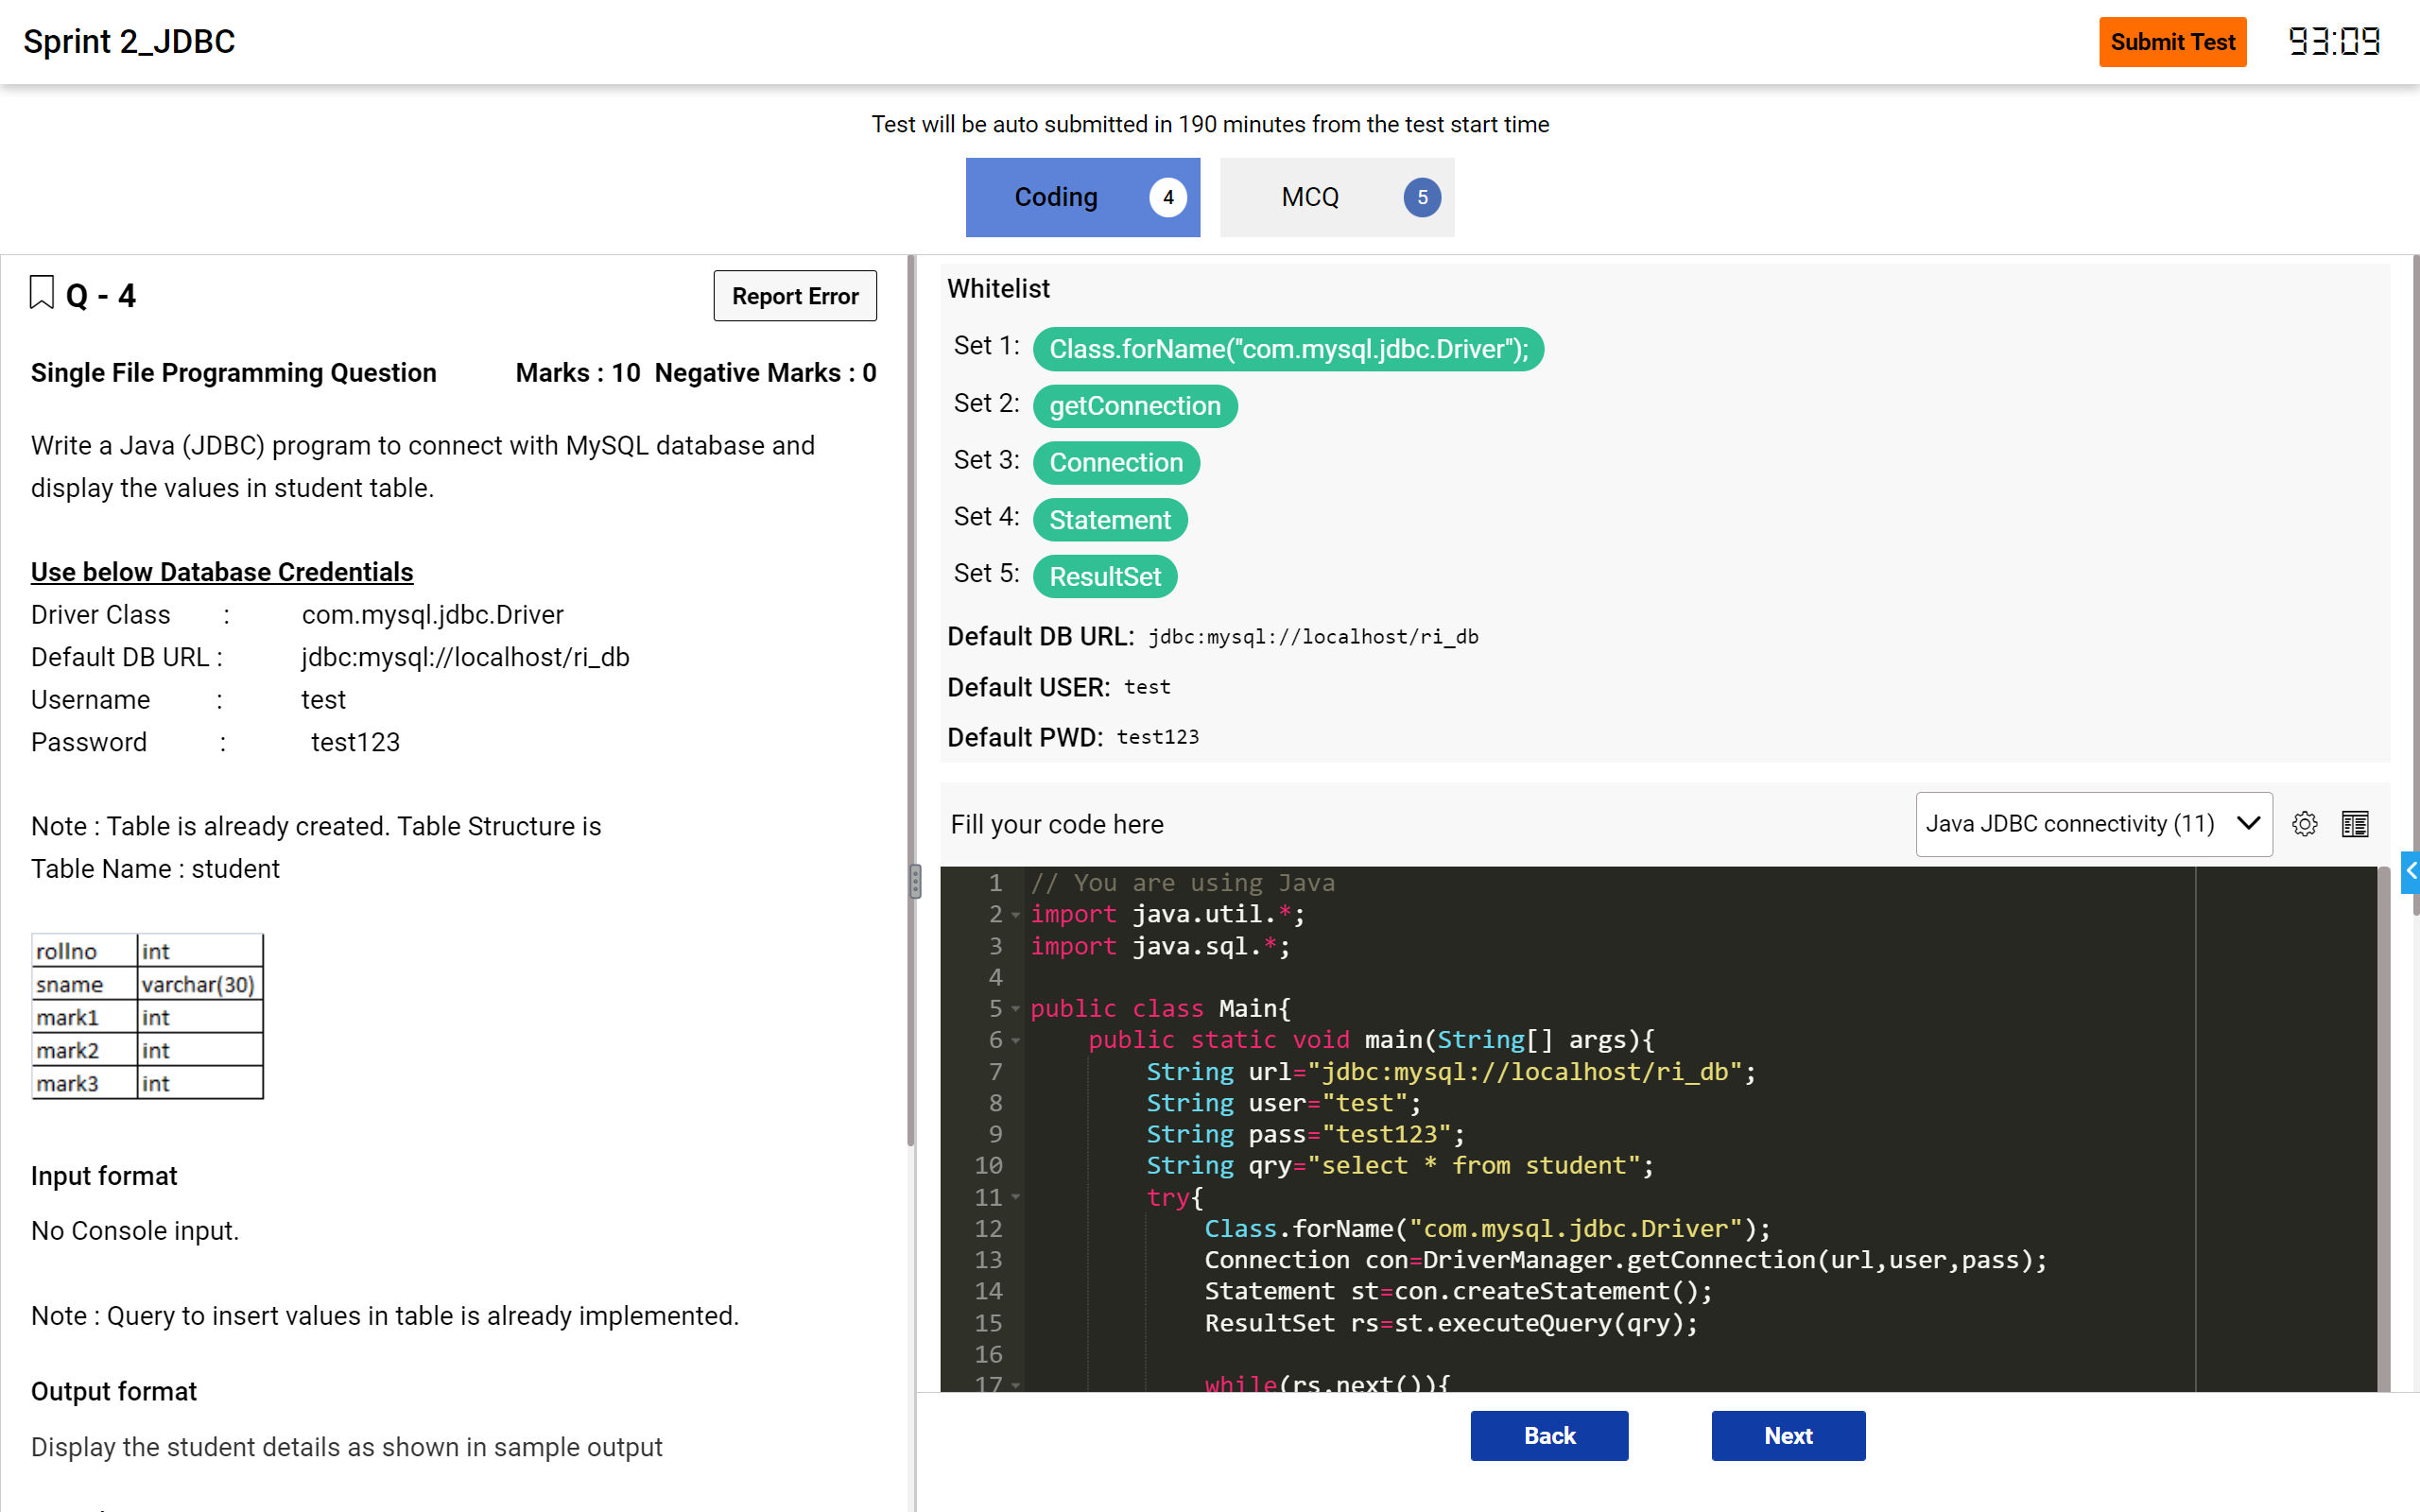 Sprint 2_JDBC
Submit Test
93:09
Test will be auto submitted in 190 minutes from the test start time
Coding 4
MCQ 5
Q - 4
Report Error
Single File Programming Question Marks : 10 Negative Marks : 0
Write a Java (JDBC) program to connect with MySQL database and
display the values in student table.
Use below Database Credentials
Driver Class : com.mysql.jdbc.Driver
Default DB URL : jdbc:mysql://localhost/ri_db
Username : test
Password : test123
Note : Table is already created. Table Structure is
Table Name : student
rollno int
sname varchar(30)
mark1 int
mark2 int
mark3 int
Input format
No Console input.
Note : Query to insert values in table is already implemented.
Output format
Display the student details as shown in sample output
Whitelist
Set 1: Class.forName("com.mysql.jdbc.Driver");
Set 2: getConnection
Set 3: Connection
Set 4: Statement
Set 5: ResultSet
Default DB URL: jdbc:mysql://localhost/ri_db
Default USER: test
Default PWD: test123
Fill your code here
Java JDBC connectivity (11)
1 // You are using Java
2 import java.util.*;
3 import java.sql.*;
4
5 public class Main{
6 public static void main(String[] args){
7 String url="jdbc:mysql://localhost/ri_db";
8 String user="test";
9 String pass="test123";
10 String qry="select * from student";
11 try{
12 Class.forName("com.mysql.jdbc.Driver");
13 Connection con=DriverManager.getConnection(url,user,pass);
14 Statement st=con.createStatement();
15 ResultSet rs=st.executeQuery(qry);
16
17 while(rs.next()){
Back
Next